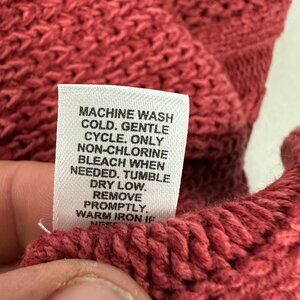 MACHINE WASH
COLD. GENTLE
CYCLE. ONLY
NON-CHLORINE
BLEACH WHEN
NEEDED. TUMBLE
DRY LOW.
REMOVE
PROMPTLY.
WARM IRON IF